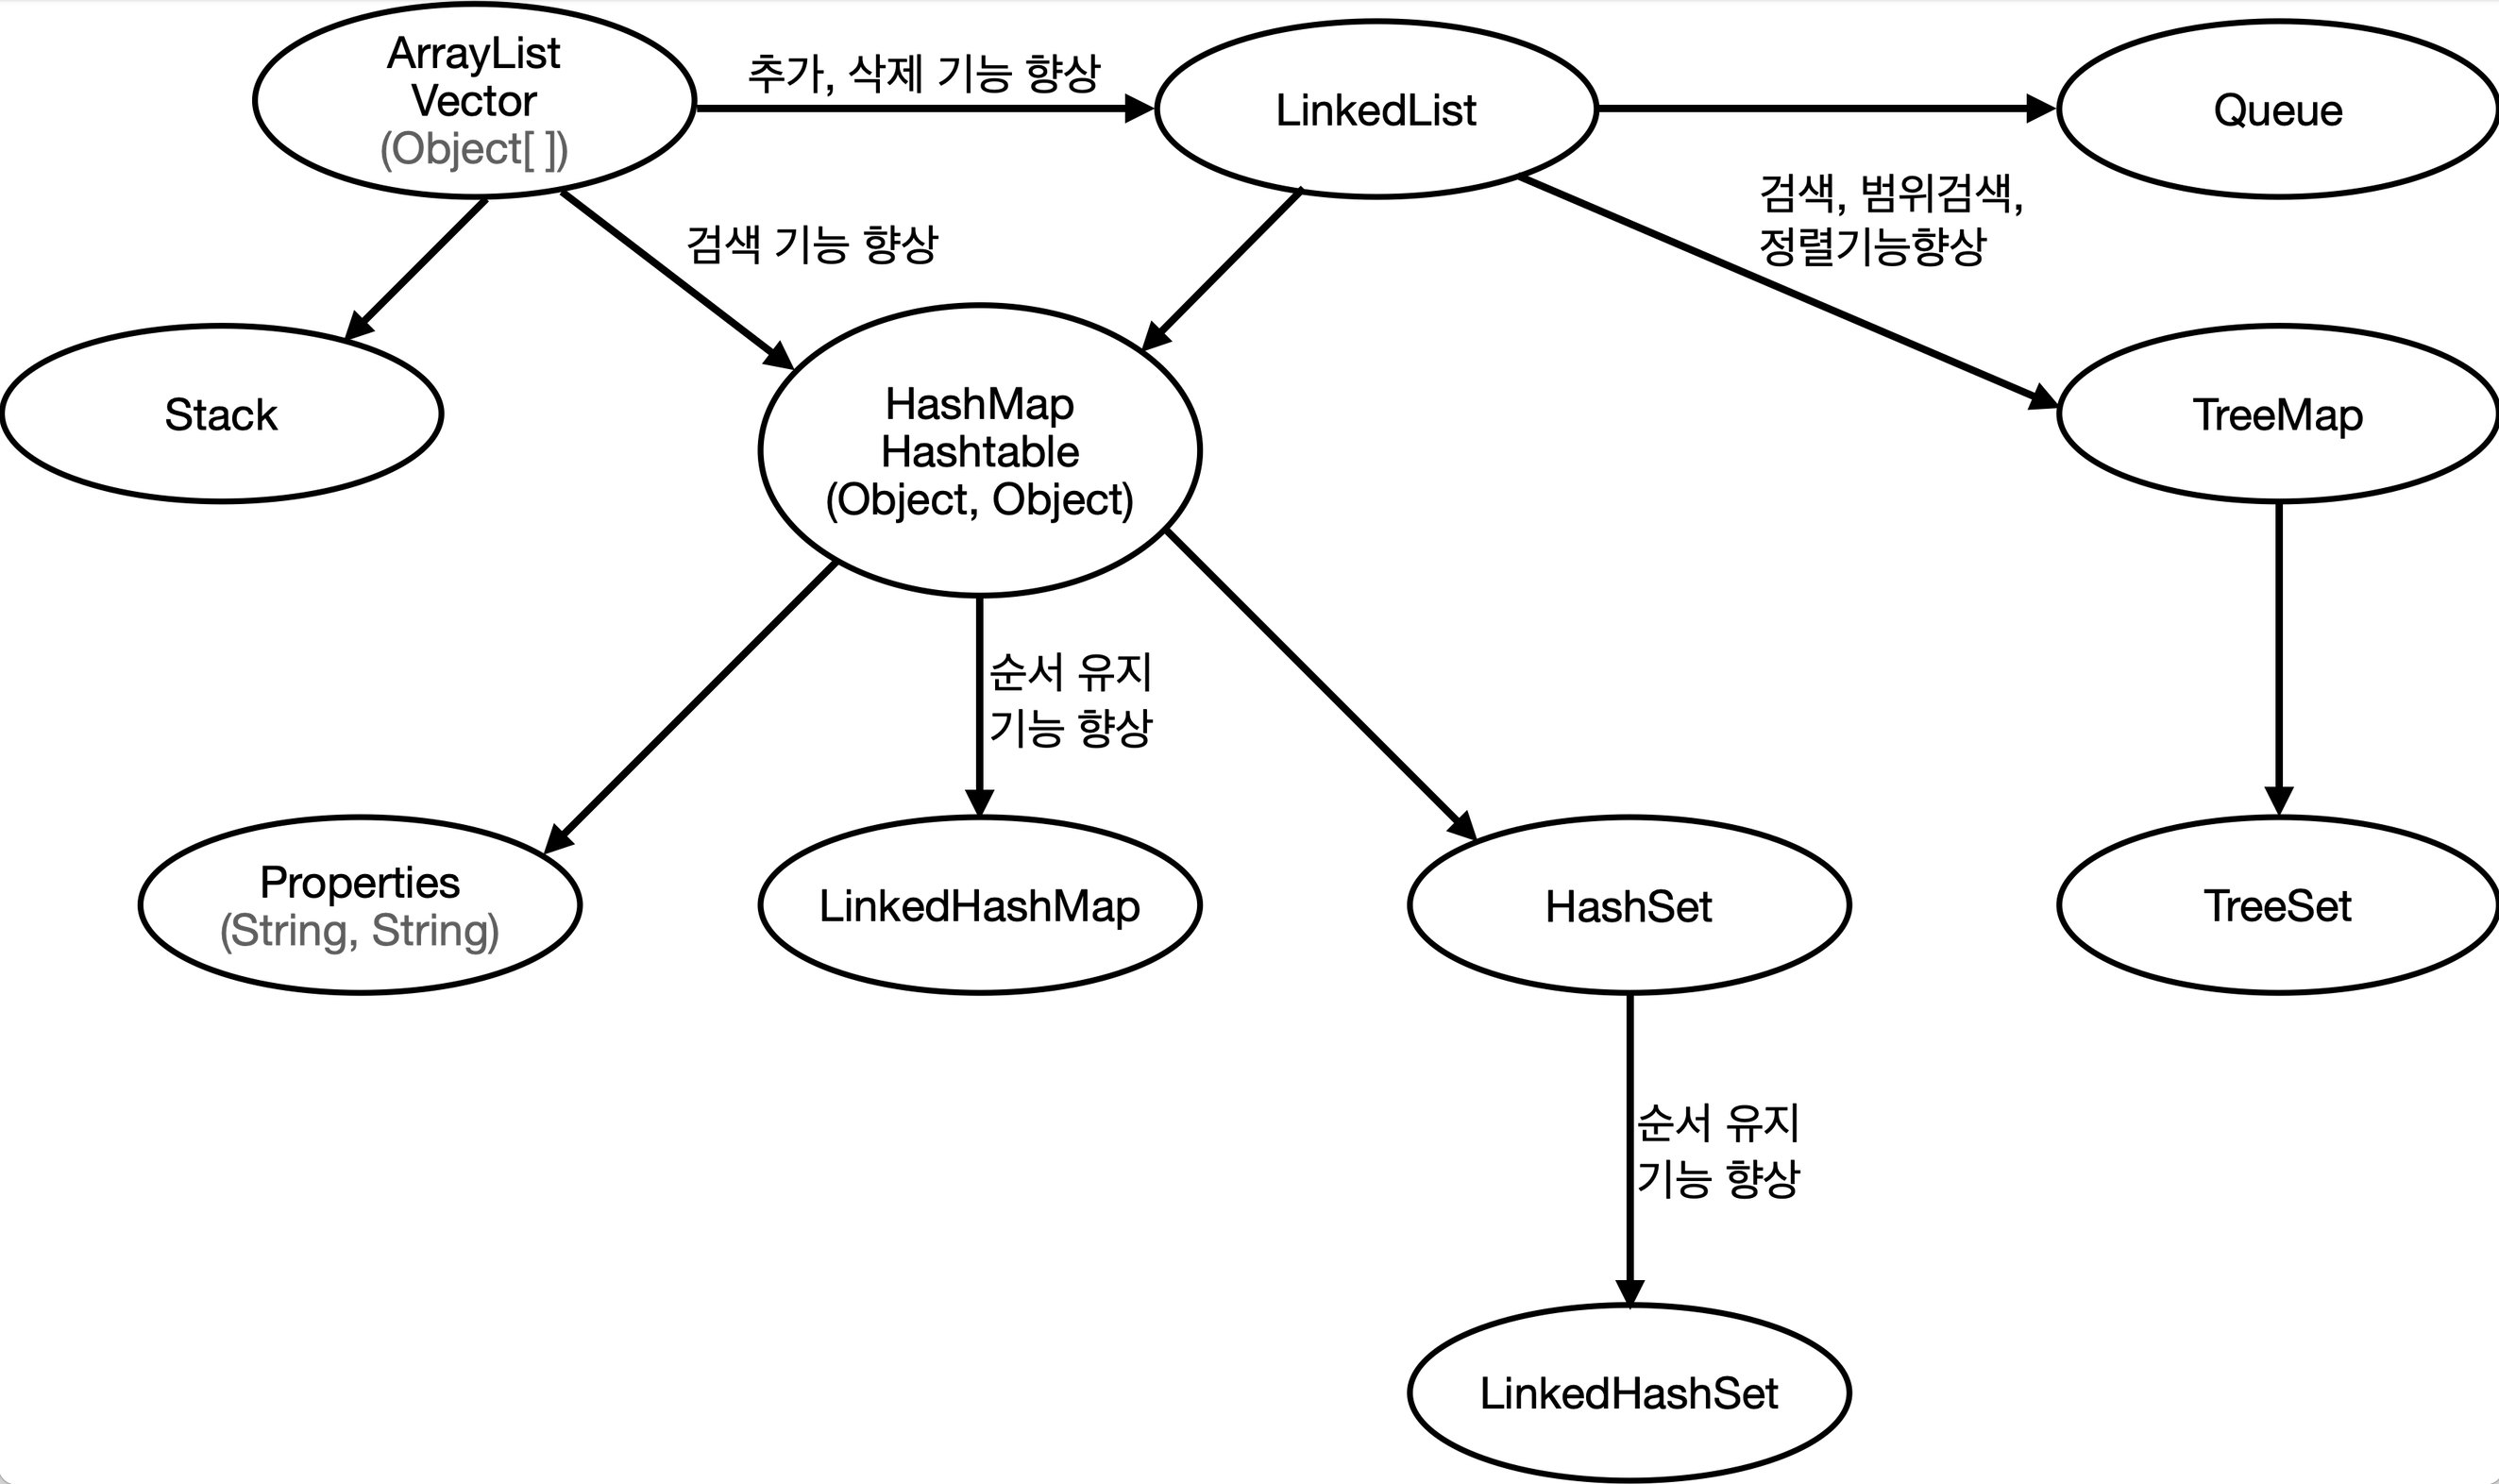 ArrayList
Vector
(Object[ ])
추가, 삭제 기능 향상
LinkedList
Queue
검색 기능 향상
검색, 범위검색,
정렬기능향상
Stack
HashMap
Hashtable
(Object, Object)
TreeMap
순서 유지
기능 향상
Properties
(String, String)
LinkedHashMap
HashSet
TreeSet
순서 유지
기능 향상
LinkedHashSet